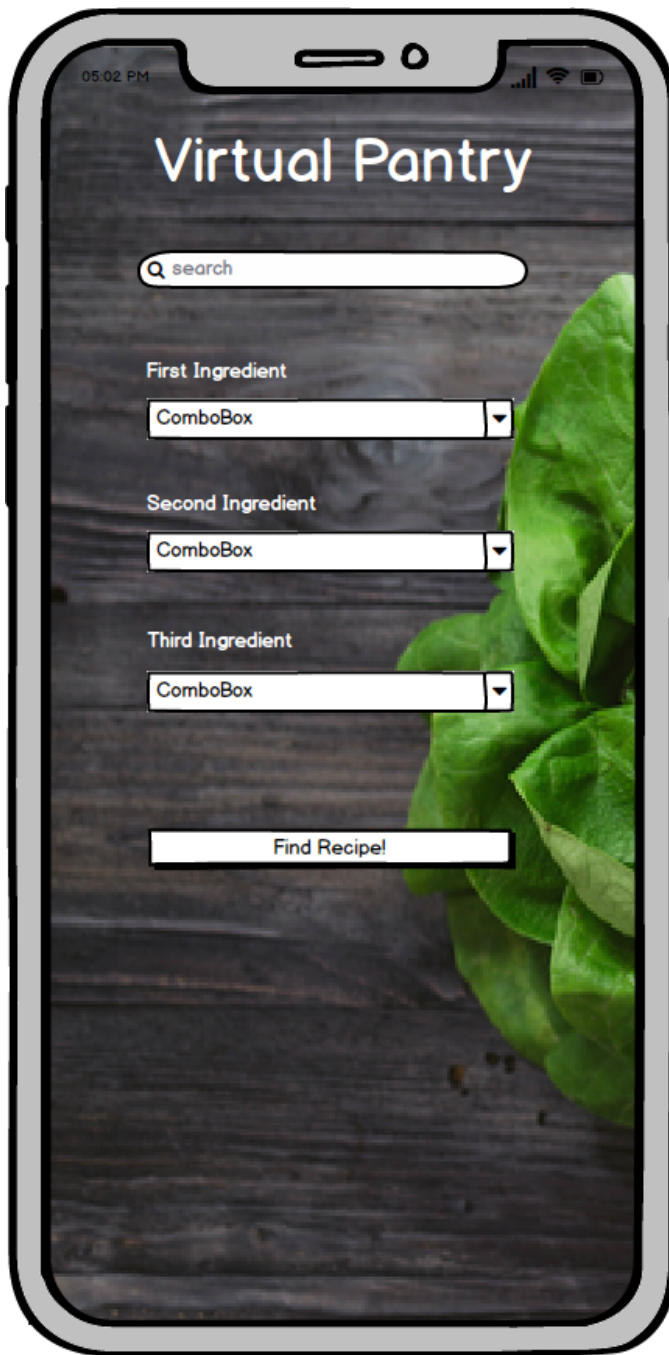 05:02 PM
Virtual Pantry
search
First Ingredient
ComboBox
Second Ingredient
ComboBox
Third Ingredient
ComboBox
Find Recipe!